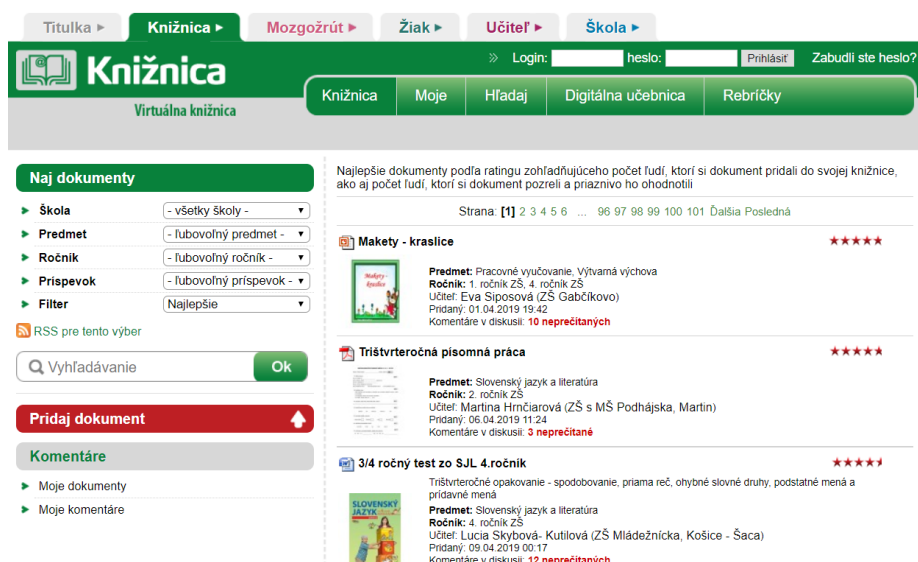 Titulka
Knižnica
Mozgožrút
Žiak
Učiteľ
Škola
Knižnica
Virtuálna knižnica
Login:
heslo:
Prihlásiť
Zabudli ste heslo?
Knižnica
Moje
Hľadaj
Digitálna učebnica
Rebríčky
Naj dokumenty
Škola - všetky školy -
Predmet - ľubovoľný predmet -
Ročník - ľubovoľný ročník -
Príspevok - ľubovoľný príspevok -
Filter Najlepšie
RSS pre tento výber
Vyhľadávanie Ok
Pridaj dokument
Komentáre
Moje dokumenty
Moje komentáre
Najlepšie dokumenty podľa ratingu zohľadňujúceho počet ľudí, ktorí si dokument pridali do svojej knižnice,
ako aj počet ľudí, ktorí si dokument pozreli a priaznivo ho ohodnotili
Strana: [1] 2 3 4 5 6 ... 96 97 98 99 100 101 Ďalšia Posledná
Makety - kraslice
Makety -
kraslice
Predmet: Pracovné vyučovanie, Výtvarná výchova
Ročník: 1. ročník ZŠ, 4. ročník ZŠ
Učiteľ: Eva Siposová (ZŠ Gabčíkovo)
Pridaný: 01.04.2019 19:42
Komentáre v diskusii: 10 neprečítaných
Trištvrteročná písomná práca
Predmet: Slovenský jazyk a literatúra
Ročník: 2. ročník ZŠ
Učiteľ: Martina Hrnčiarová (ZŠ s MŠ Podhájska, Martin)
Pridaný: 06.04.2019 11:24
Komentáre v diskusii: 3 neprečítané
3/4 ročný test zo SJL 4.ročník
Trištvrteročné opakovanie - spodobovanie, priama reč, ohybné slovné druhy, podstatné mená a
prídavné mená
SLOVENSKÝ
JAZYK
Predmet: Slovenský jazyk a literatúra
Ročník: 4. ročník ZŠ
Učiteľ: Lucia Skybová- Kutilová (ZŠ Mládežnícka, Košice - Šaca)
Pridaný: 09.04.2019 00:17
Komentáre v diskusii: 12 neprečítaných